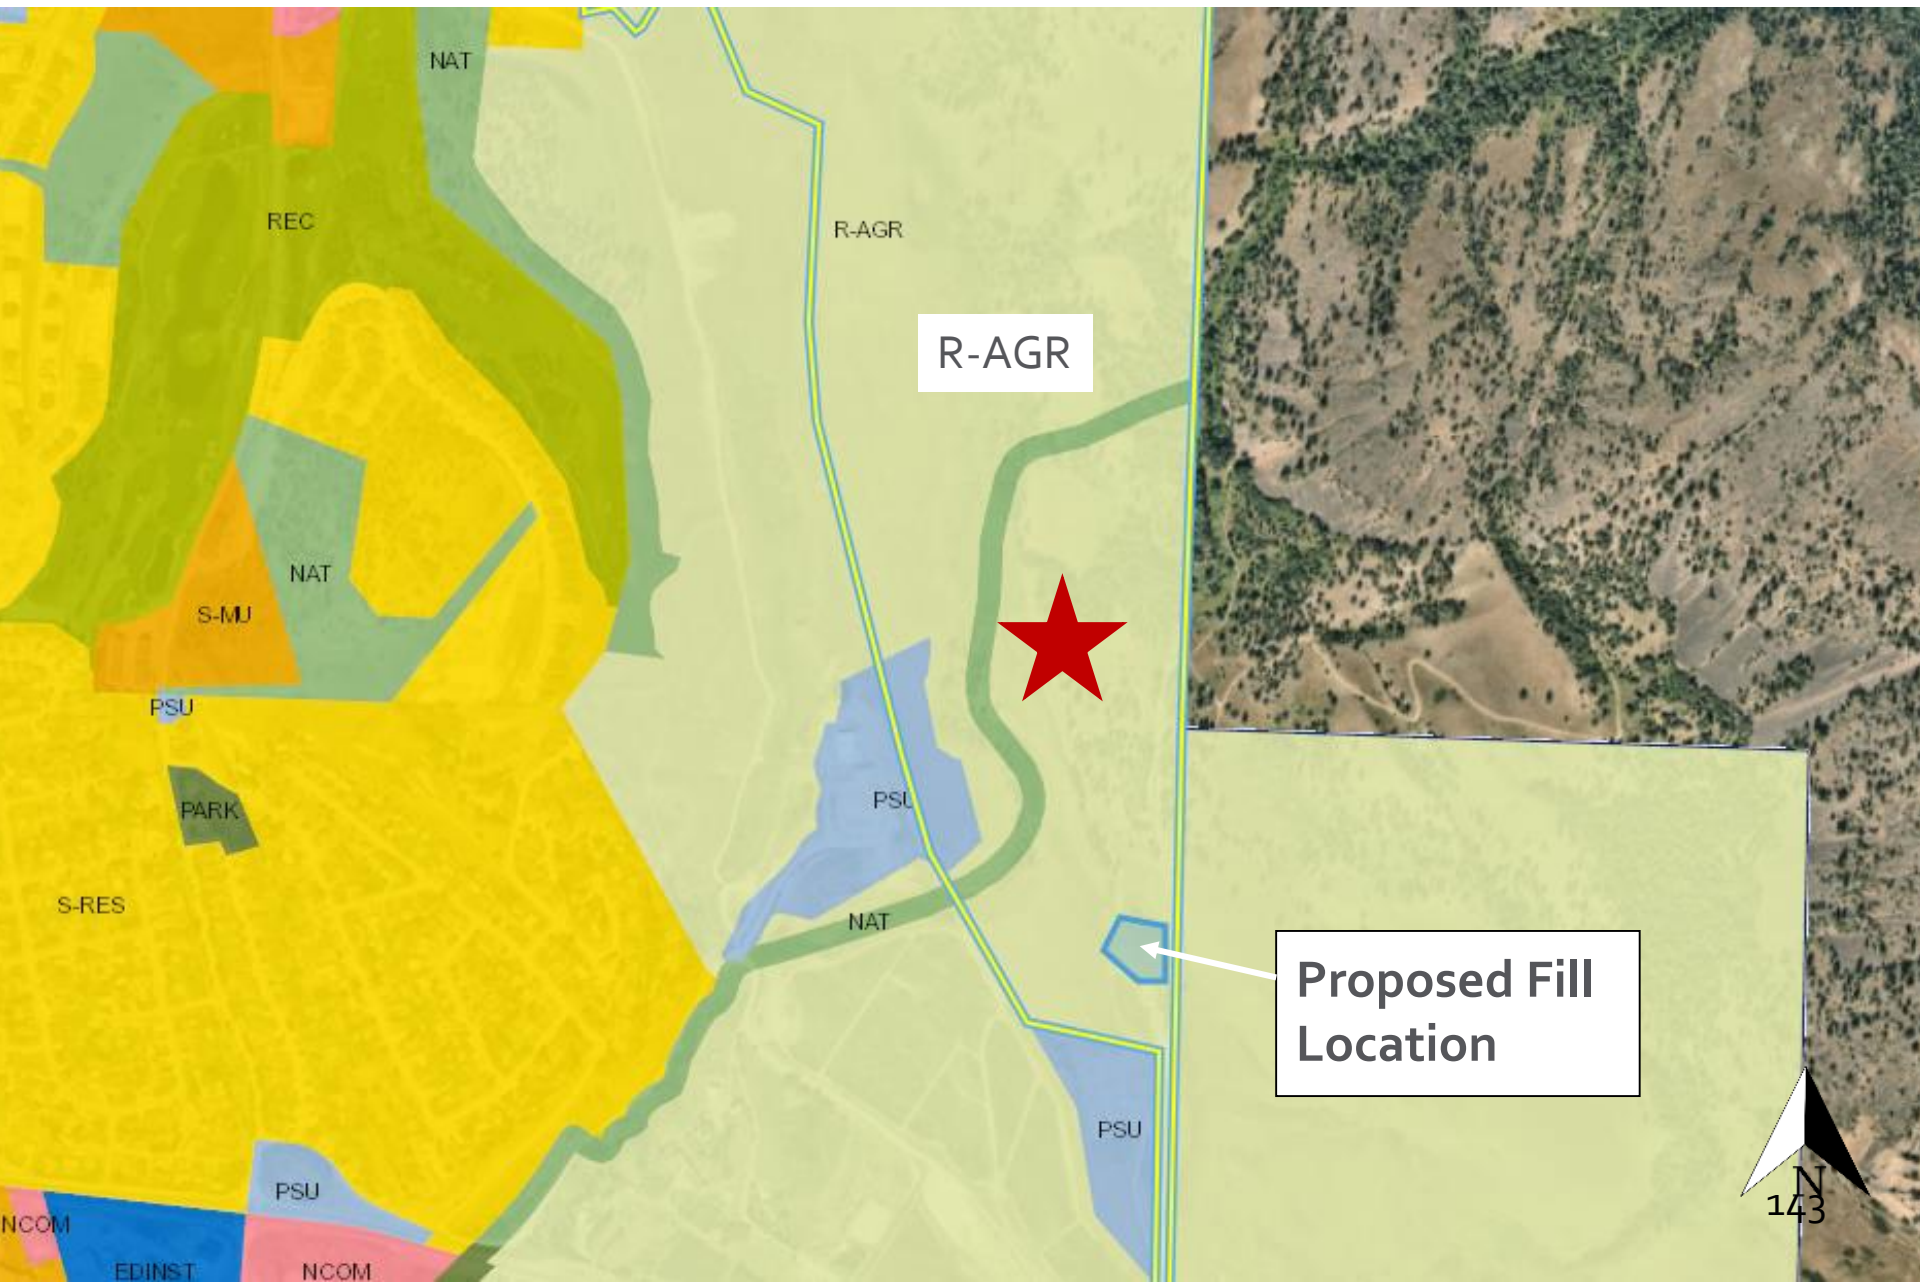 NAT
REC
R-AGR
R-AGR
NAT
S-MU
PSU
PSU
PARK
S-RES
NAT
Proposed Fill
Location
PSU
PSU
N
143
NCOM
EDINST
NCOM